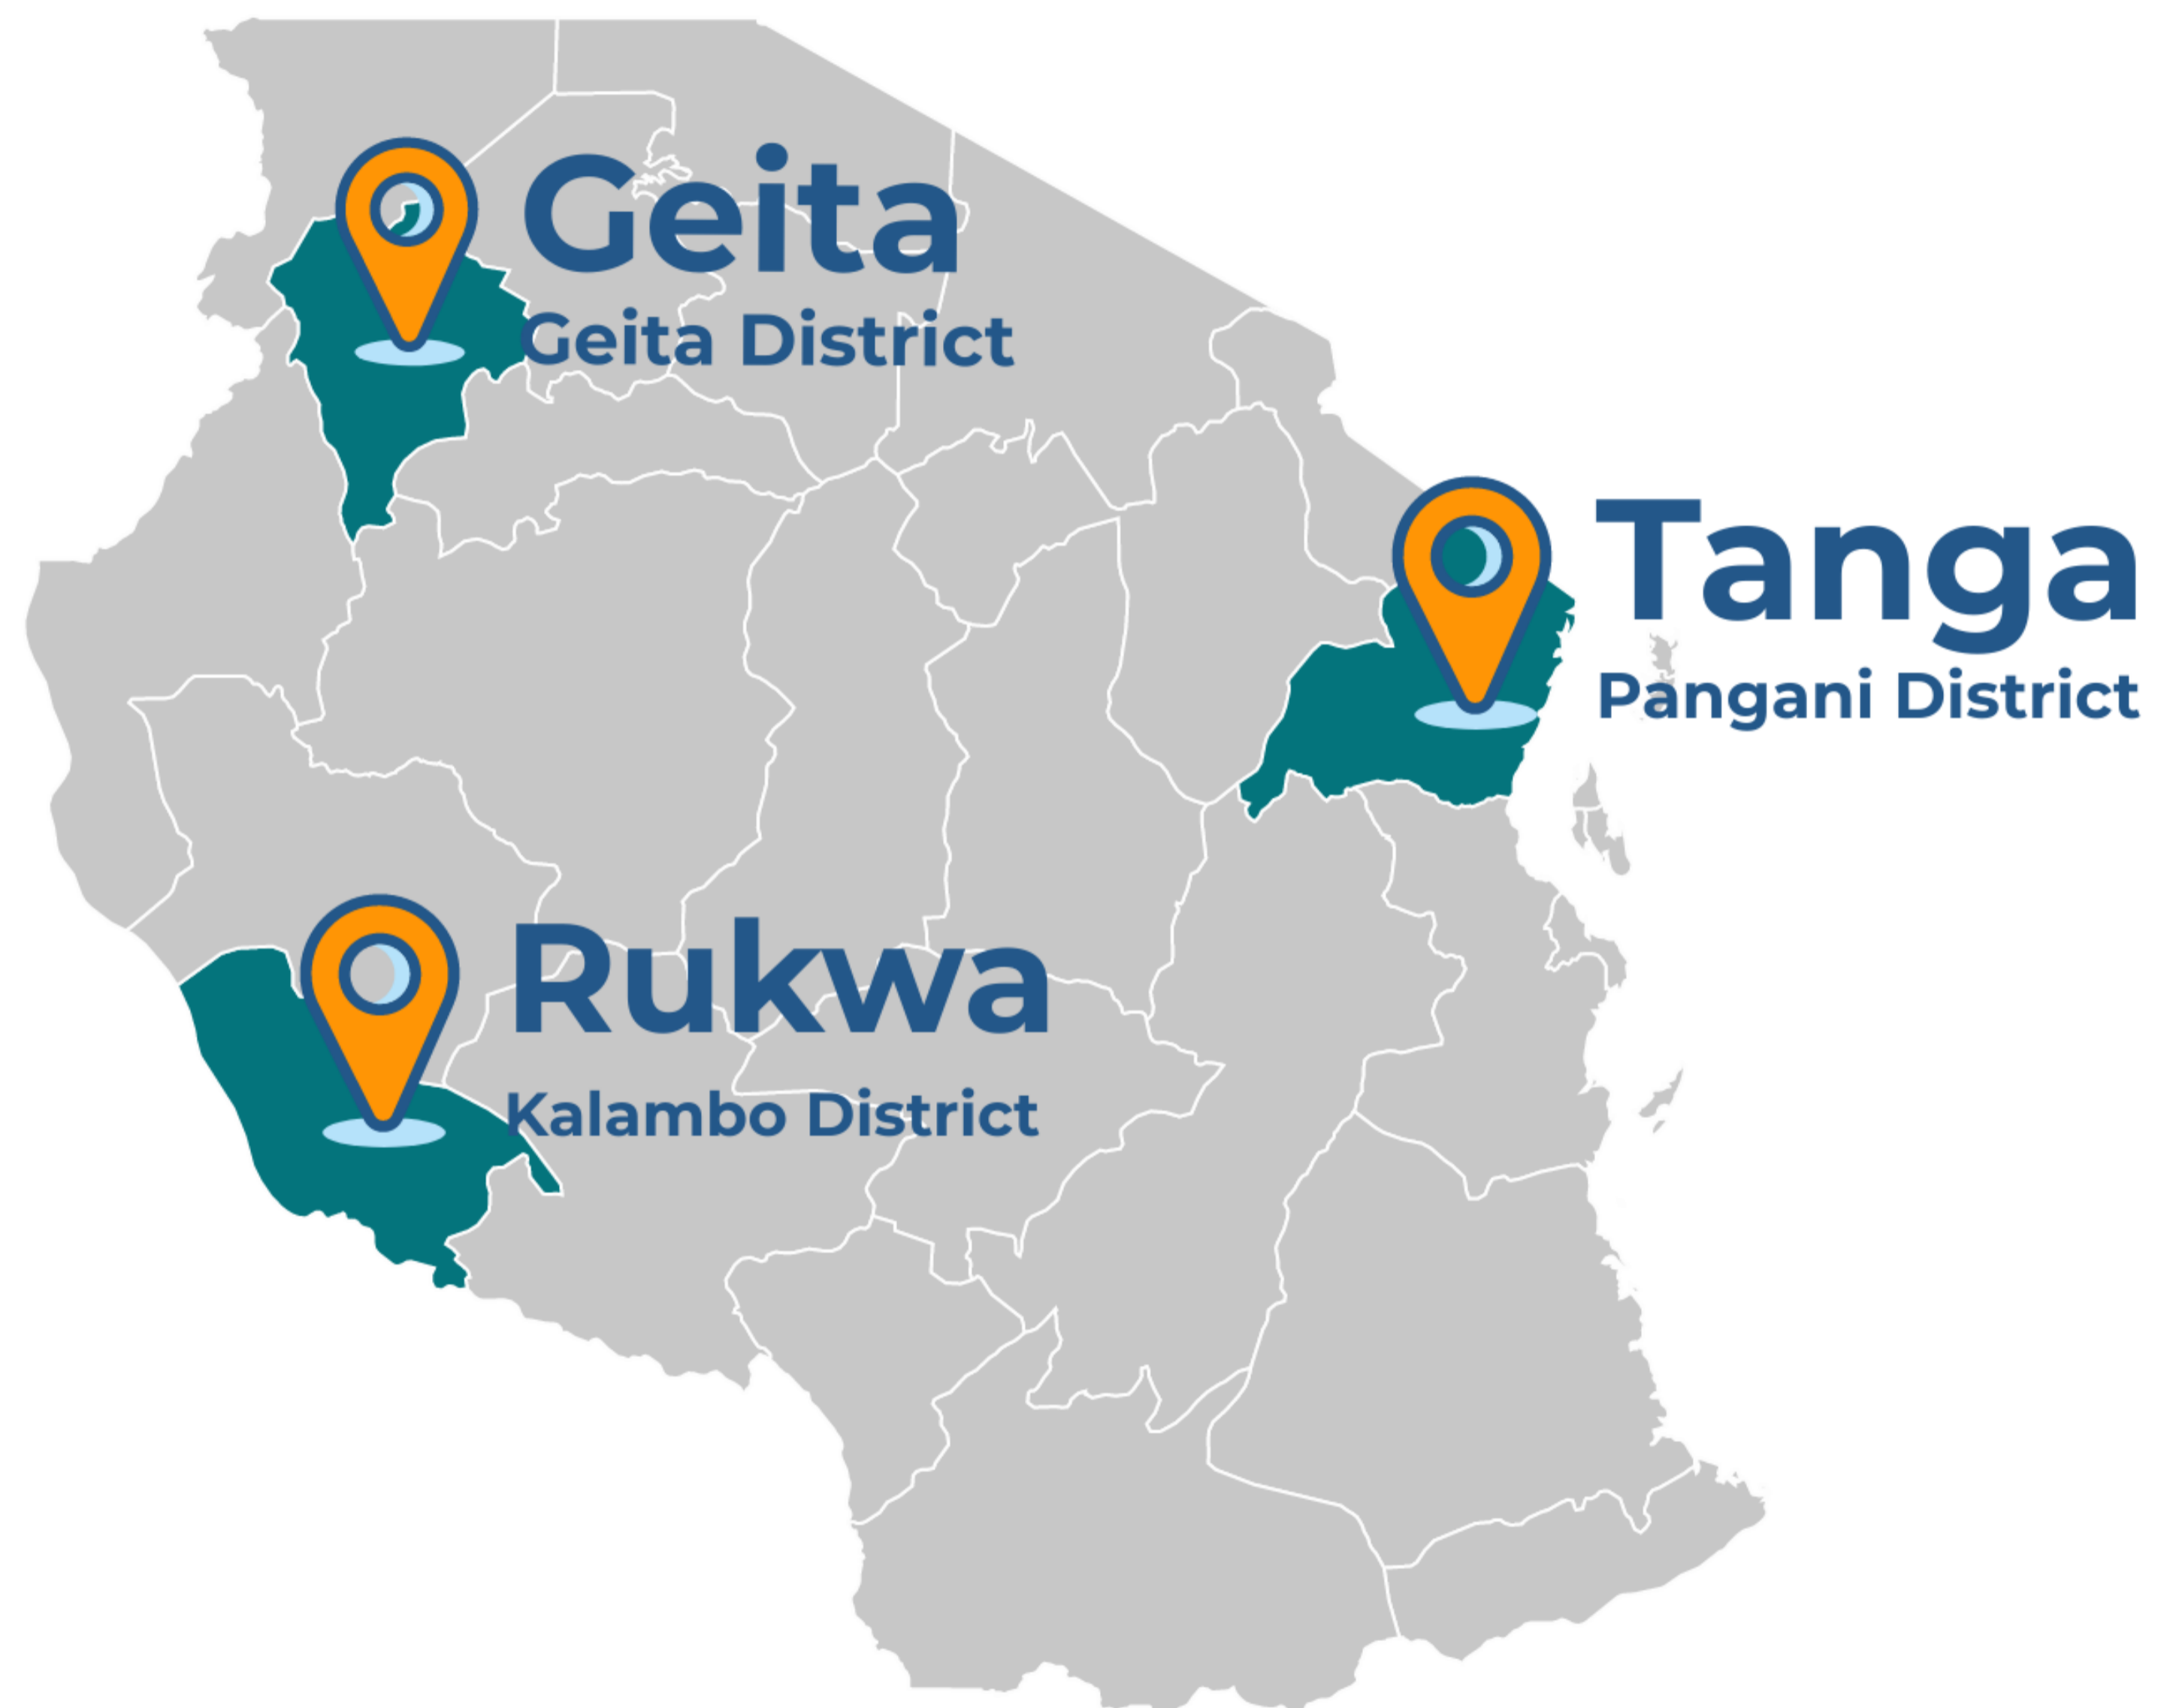 Geita
Geita District
Tanga
Pangani District
Rukwa
Kalambo District